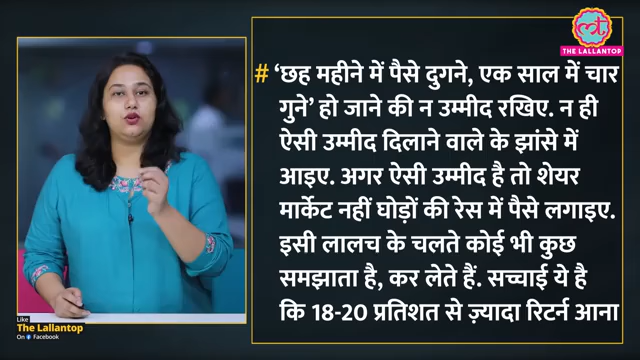 THE LALLANTOP
# ‘छह महीने में पैसे दुगने, एक साल में चार
गुने’ हो जाने की न उम्मीद रखिए. न ही
ऐसी उम्मीद दिलाने वाले के झांसे में
आइए. अगर ऐसी उम्मीद है तो शेयर
मार्केट नहीं घोड़ों की रेस में पैसे लगाइए.
इसी लालच के चलते कोई भी कुछ
समझाता है, कर लेते हैं. सच्चाई ये है
कि 18-20 प्रतिशत से ज़्यादा रिटर्न आना
Like
The Lallantop
On f Facebook